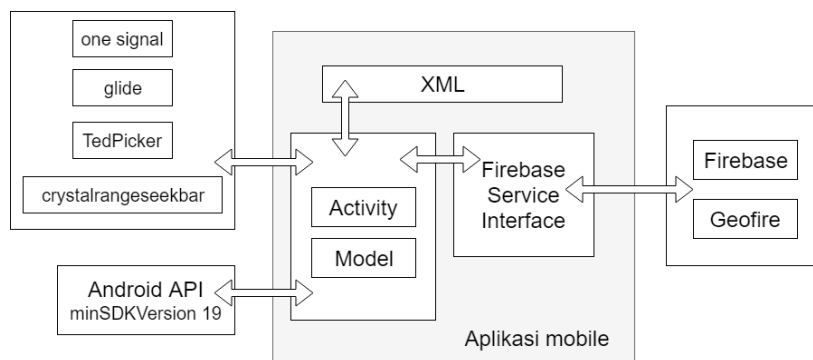 one signal
glide
TedPicker
crystalrangeseekbar
Android API
minSDKVersion 19
XML
Activity
Model
Firebase
Service
Interface
Aplikasi mobile
Firebase
Geofire